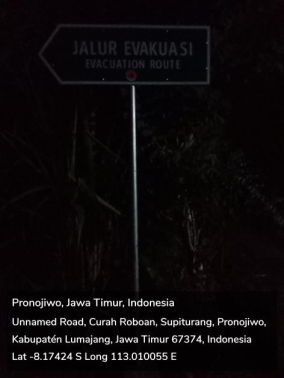 JALUR EVAKUASI
EVACUATION ROUTE
Pronojiwo, Jawa Timur, Indonesia
Unnamed Road, Curah Roboan, Supiturang, Pronojiwo,
Kabupatén Lumajang, Jawa Timur 67374, Indonesia
Lat -8.17424 S Long 113.010055 E